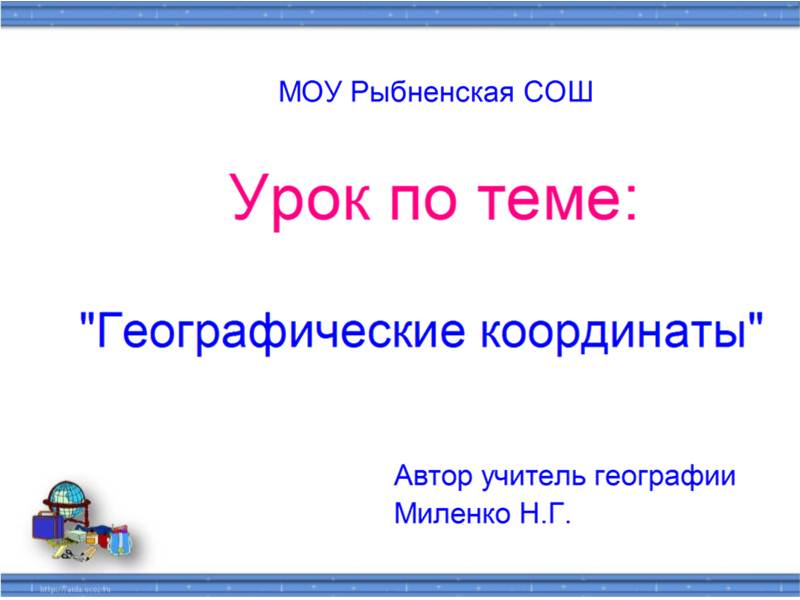 МОУ Рыбненская СОШ
Урок по теме:
"Географические координаты"
Автор учитель географии
Миленко Н.Г.